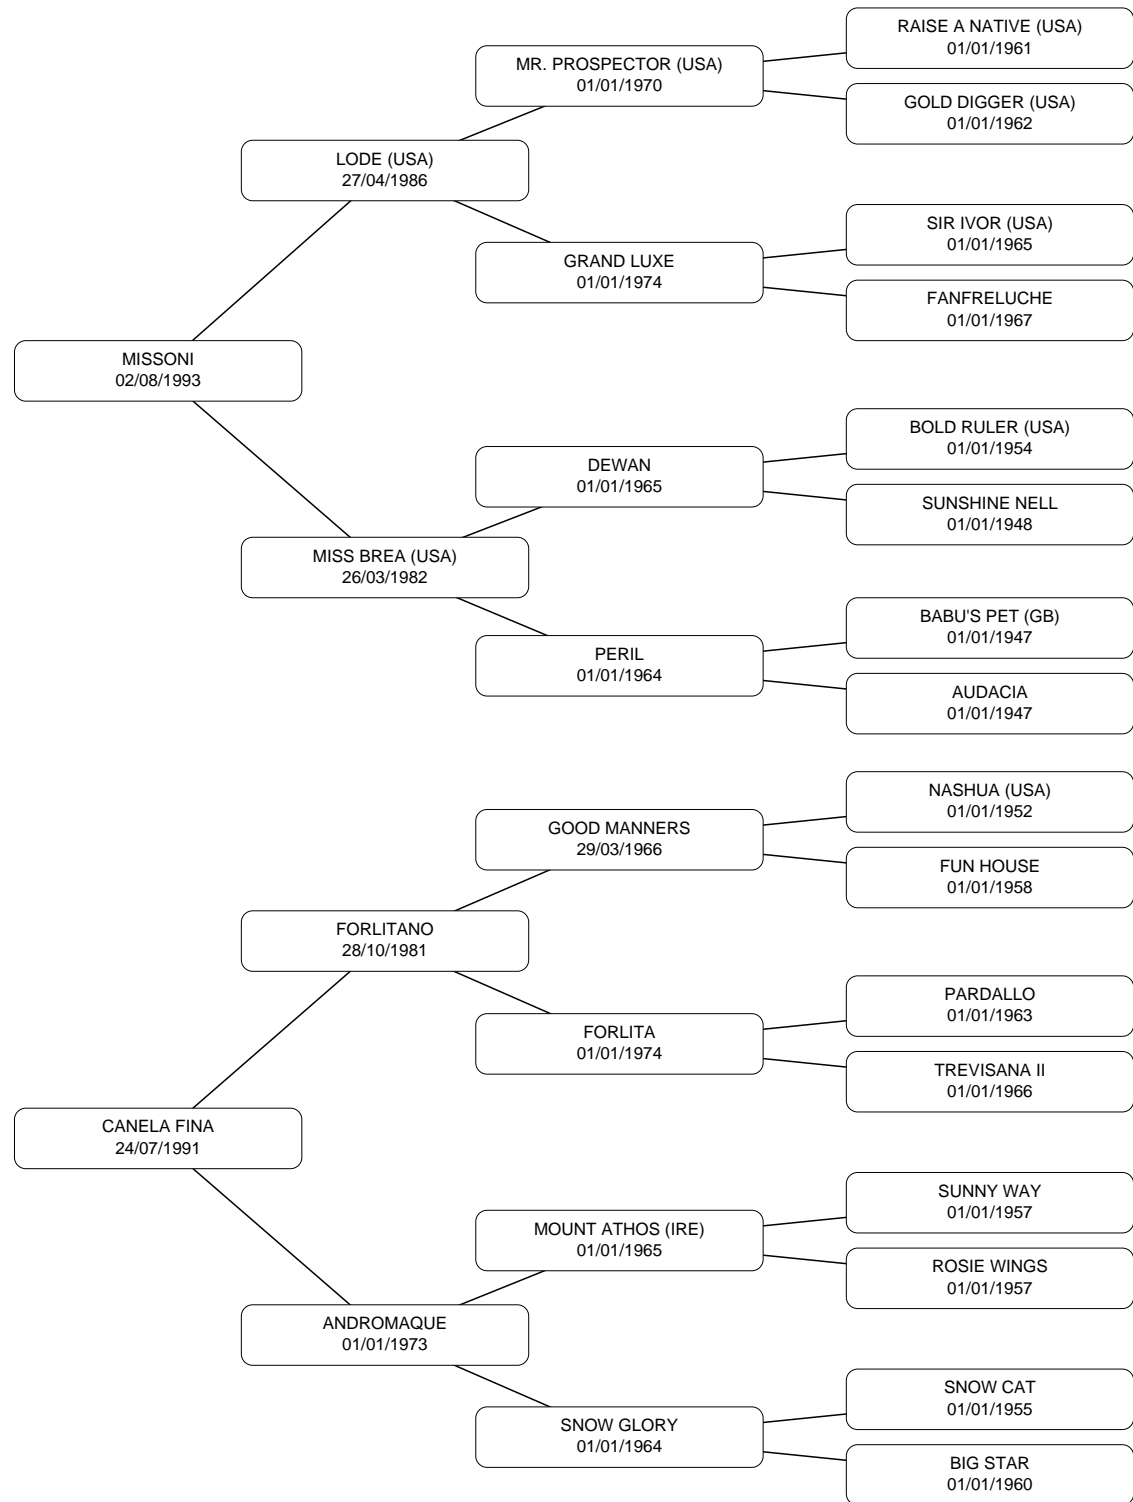 RAISE A NATIVE (USA)
01/01/1961
MR. PROSPECTOR (USA)
01/01/1970
GOLD DIGGER (USA)
01/01/1962
LODE (USA)
27/04/1986
SIR IVOR (USA)
01/01/1965
GRAND LUXE
01/01/1974
FANFRELUCHE
01/01/1967
MISSONI
02/08/1993
BOLD RULER (USA)
01/01/1954
DEWAN
01/01/1965
SUNSHINE NELL
01/01/1948
MISS BREA (USA)
26/03/1982
BABU'S PET (GB)
01/01/1947
PERIL
01/01/1964
AUDACIA
01/01/1947
NASHUA (USA)
01/01/1952
GOOD MANNERS
29/03/1966
FUN HOUSE
01/01/1958
FORLITANO
28/10/1981
PARDALLO
01/01/1963
FORLITA
01/01/1974
TREVISANA II
01/01/1966
CANELA FINA
24/07/1991
SUNNY WAY
01/01/1957
MOUNT ATHOS (IRE)
01/01/1965
ROSIE WINGS
01/01/1957
ANDROMAQUE
01/01/1973
SNOW CAT
01/01/1955
SNOW GLORY
01/01/1964
BIG STAR
01/01/1960